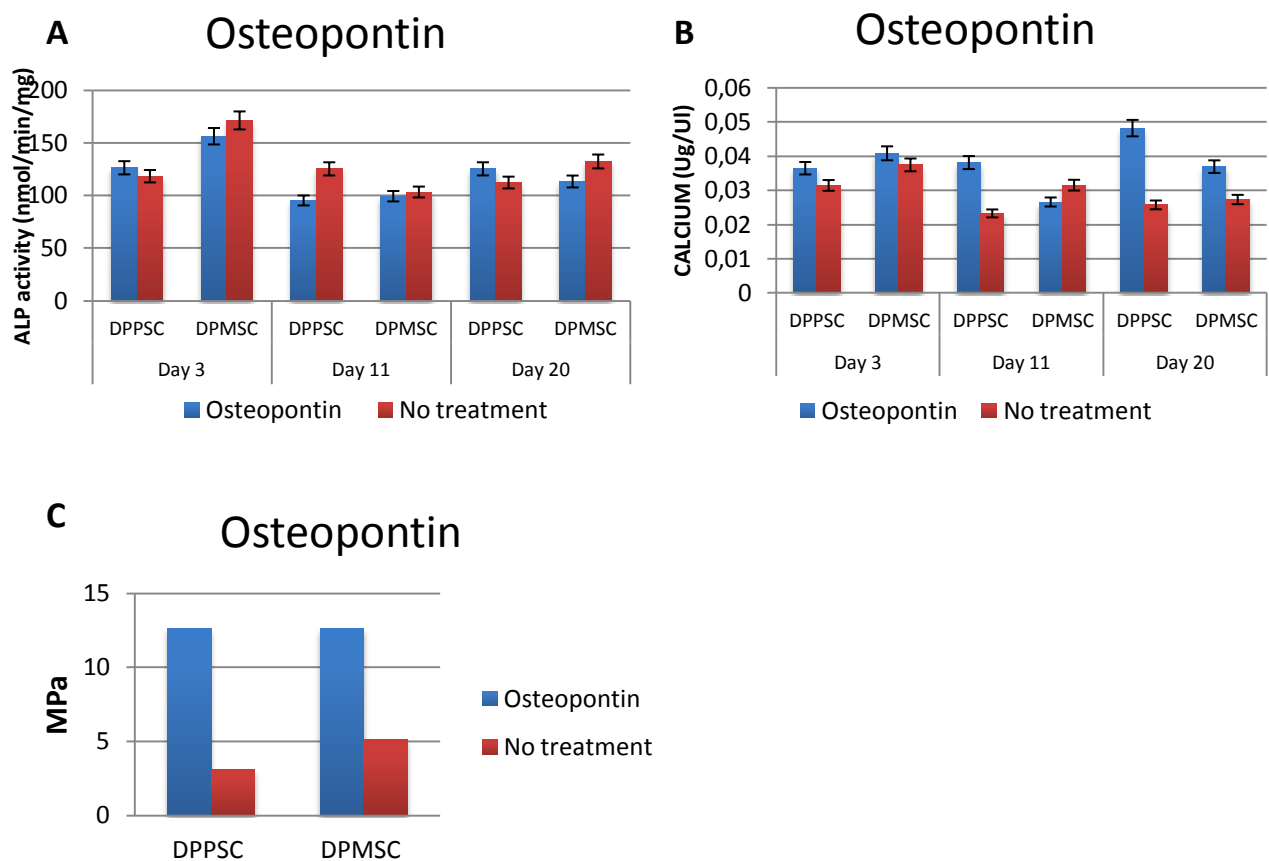 A
Osteopontin
ALP activity (nmol/min/mg)
200
150
100
50
0
DPPSC DPMSC DPPSC DPMSC DPPSC DPMSC
Day 3 Day 11 Day 20
Osteopontin No treatment
B
Osteopontin
CALCIUM (Ug/Ul)
0,06
0,05
0,04
0,03
0,02
0,01
0
DPPSC DPMSC DPPSC DPMSC DPPSC DPMSC
Day 3 Day 11 Day 20
Osteopontin No treatment
C
Osteopontin
MPa
15
10
5
0
DPPSC DPMSC
Osteopontin
No treatment